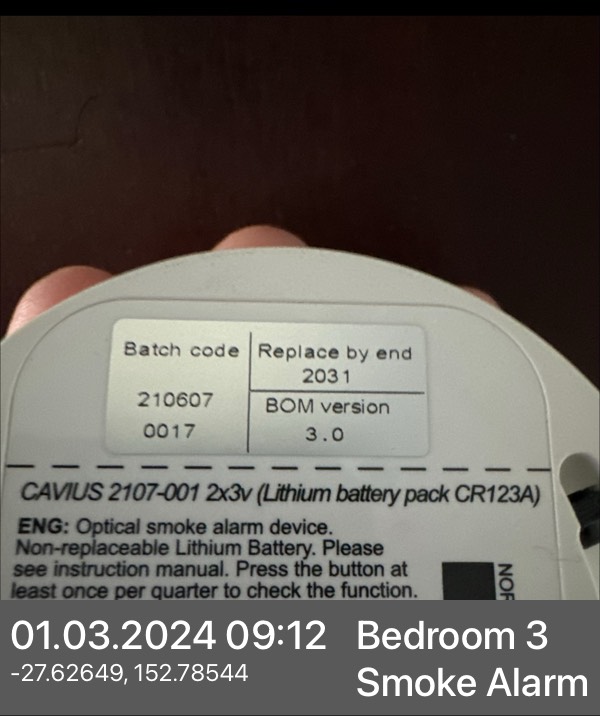 Batch code
210607
0017
Replace by end
2031
BOM version
3.0
CAVIUS 2107-001 2x3v (Lithium battery pack CR123A)
ENG: Optical smoke alarm device.
Non-replaceable Lithium Battery. Please
see instruction manual. Press the button at
least once per quarter to check the function.
01.03.2024 09:12
-27.62649, 152.78544
Bedroom 3
Smoke Alarm